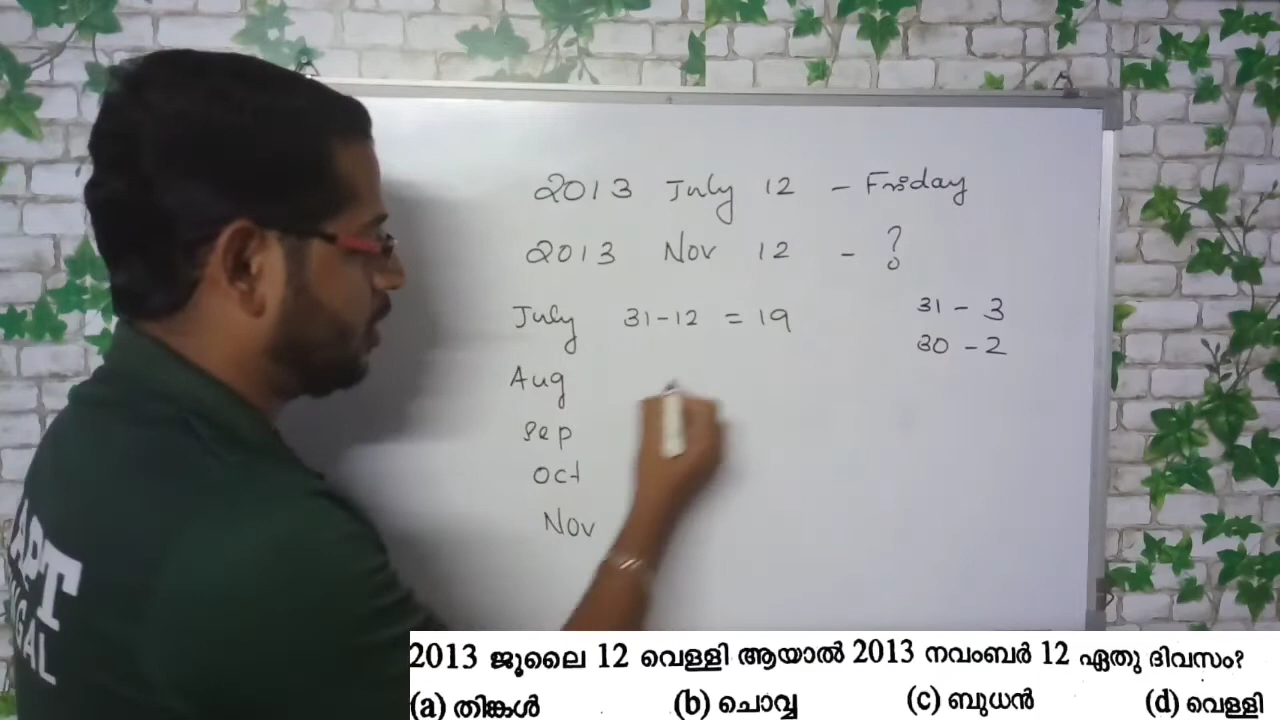 2013 July 12 - Friday
2013 Nov 12 - ?
July 31-12 = 19
31 - 3
30 - 2
Aug
Sep
Oct
Nov
2013 ജൂലൈ 12 വെള്ളി ആയാൽ 2013 നവംബർ 12 ഏതു ദിവസം?
(a) തിങ്കൾ (b) ചൊവ്വ (c) ബുധൻ (d) വെള്ളി